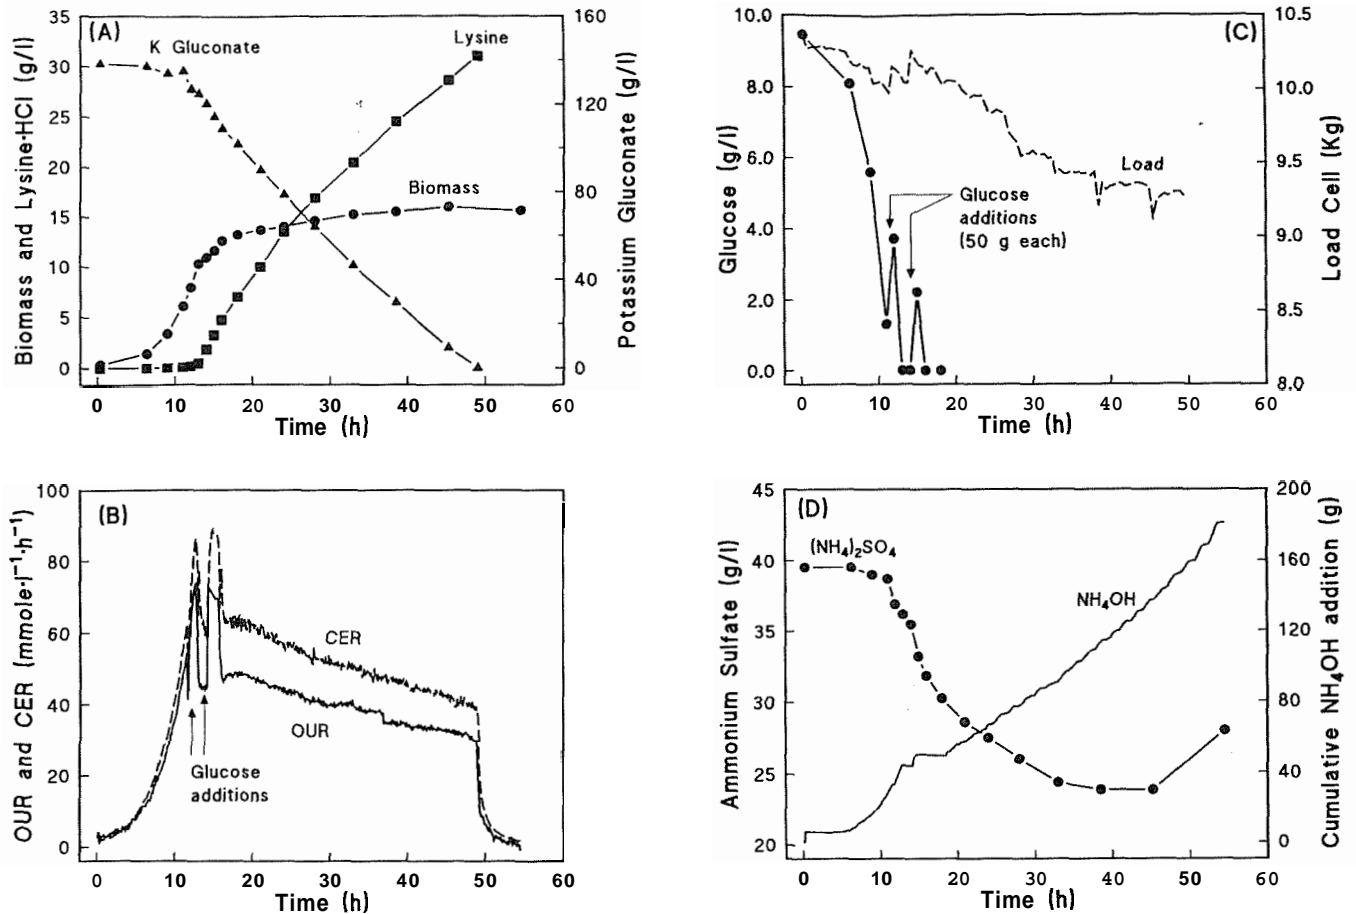 (A)
K Gluconate
Lysine
Biomass
Biomass and Lysine·HCl (g/l)
35
30
25
20
15
10
5
0
Potassium Gluconate (g/l)
160
120
80
40
0
0 10 20 30 40 50 60
Time (h)
(C)
Glucose (g/l)
10.0
8.0
6.0
4.0
2.0
0.0
Load
Glucose
additions
(50 g each)
Load Cell (Kg)
10.5
10.0
9.5
9.0
8.5
8.0
0 10 20 30 40 50 60
Time (h)
(B)
OUR and CER (mmole·l⁻¹·h⁻¹)
100
80
60
40
20
0
CER
OUR
Glucose
additions
0 10 20 30 40 50 60
Time (h)
(D)
Ammonium Sulfate (g/l)
45
40
35
30
25
20
(NH₄)₂SO₄
NH₄OH
Cumulative NH₄OH addition (g)
200
160
120
80
40
0
0 10 20 30 40 50 60
Time (h)